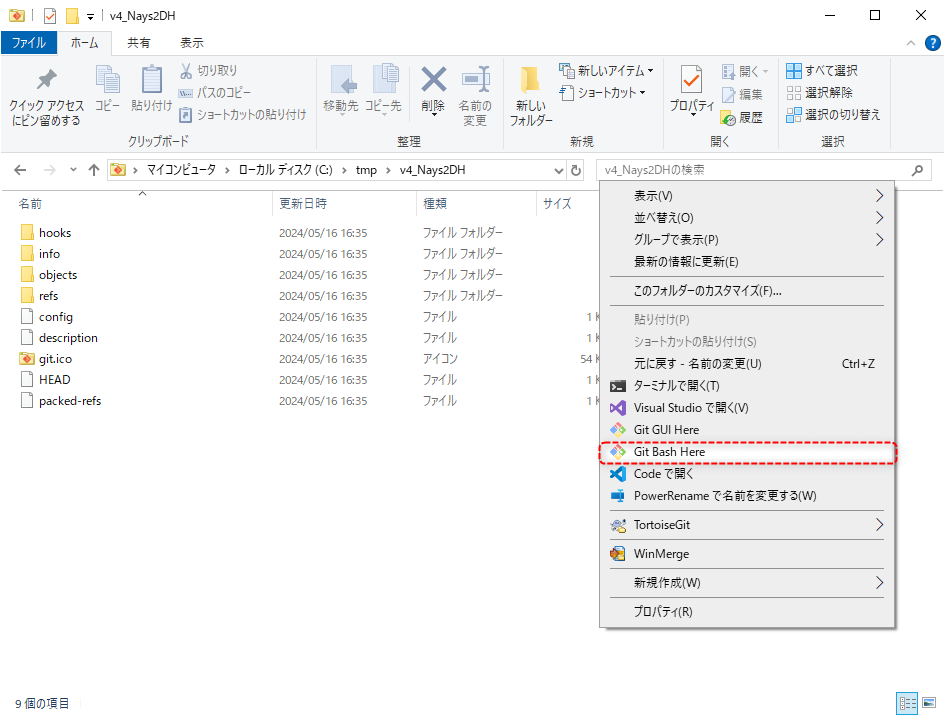 v4_Nays2DH
ファイル ホーム 共有 表示
クイック アクセス
にピン留めする
コピー
貼り付け
切り取り
パスのコピー
ショートカットの貼り付け
クリップボード
移動先
コピー先
削除
名前の
変更
整理
新しい
フォルダー
新しいアイテム
ショートカット
新規
プロパティ
開く
編集
履歴
開く
すべて選択
選択解除
選択の切り替え
選択
マイコンピュータ > ローカル ディスク (C:) > tmp > v4_Nays2DH
v4_Nays2DHの検索
名前 更新日時 種類 サイズ
hooks 2024/05/16 16:35 ファイル フォルダー
info 2024/05/16 16:35 ファイル フォルダー
objects 2024/05/16 16:35 ファイル フォルダー
refs 2024/05/16 16:35 ファイル フォルダー
config 2024/05/16 16:35 ファイル 1
description 2024/05/16 16:35 ファイル 1
git.ico 2024/05/16 16:35 アイコン 54
HEAD 2024/05/16 16:35 ファイル 1
packed-refs 2024/05/16 16:35 ファイル 1
表示(V)
並べ替え(O)
グループで表示(P)
最新の情報に更新(E)
このフォルダーのカスタマイズ(F)...
貼り付け(P)
ショートカットの貼り付け(S)
元に戻す - 名前の変更(U) Ctrl+Z
ターミナルで開く(T)
Visual Studio で開く(V)
Git GUI Here
Git Bash Here
Code で開く
PowerRename で名前を変更する(W)
TortoiseGit
WinMerge
新規作成(W)
プロパティ(R)
9 個の項目